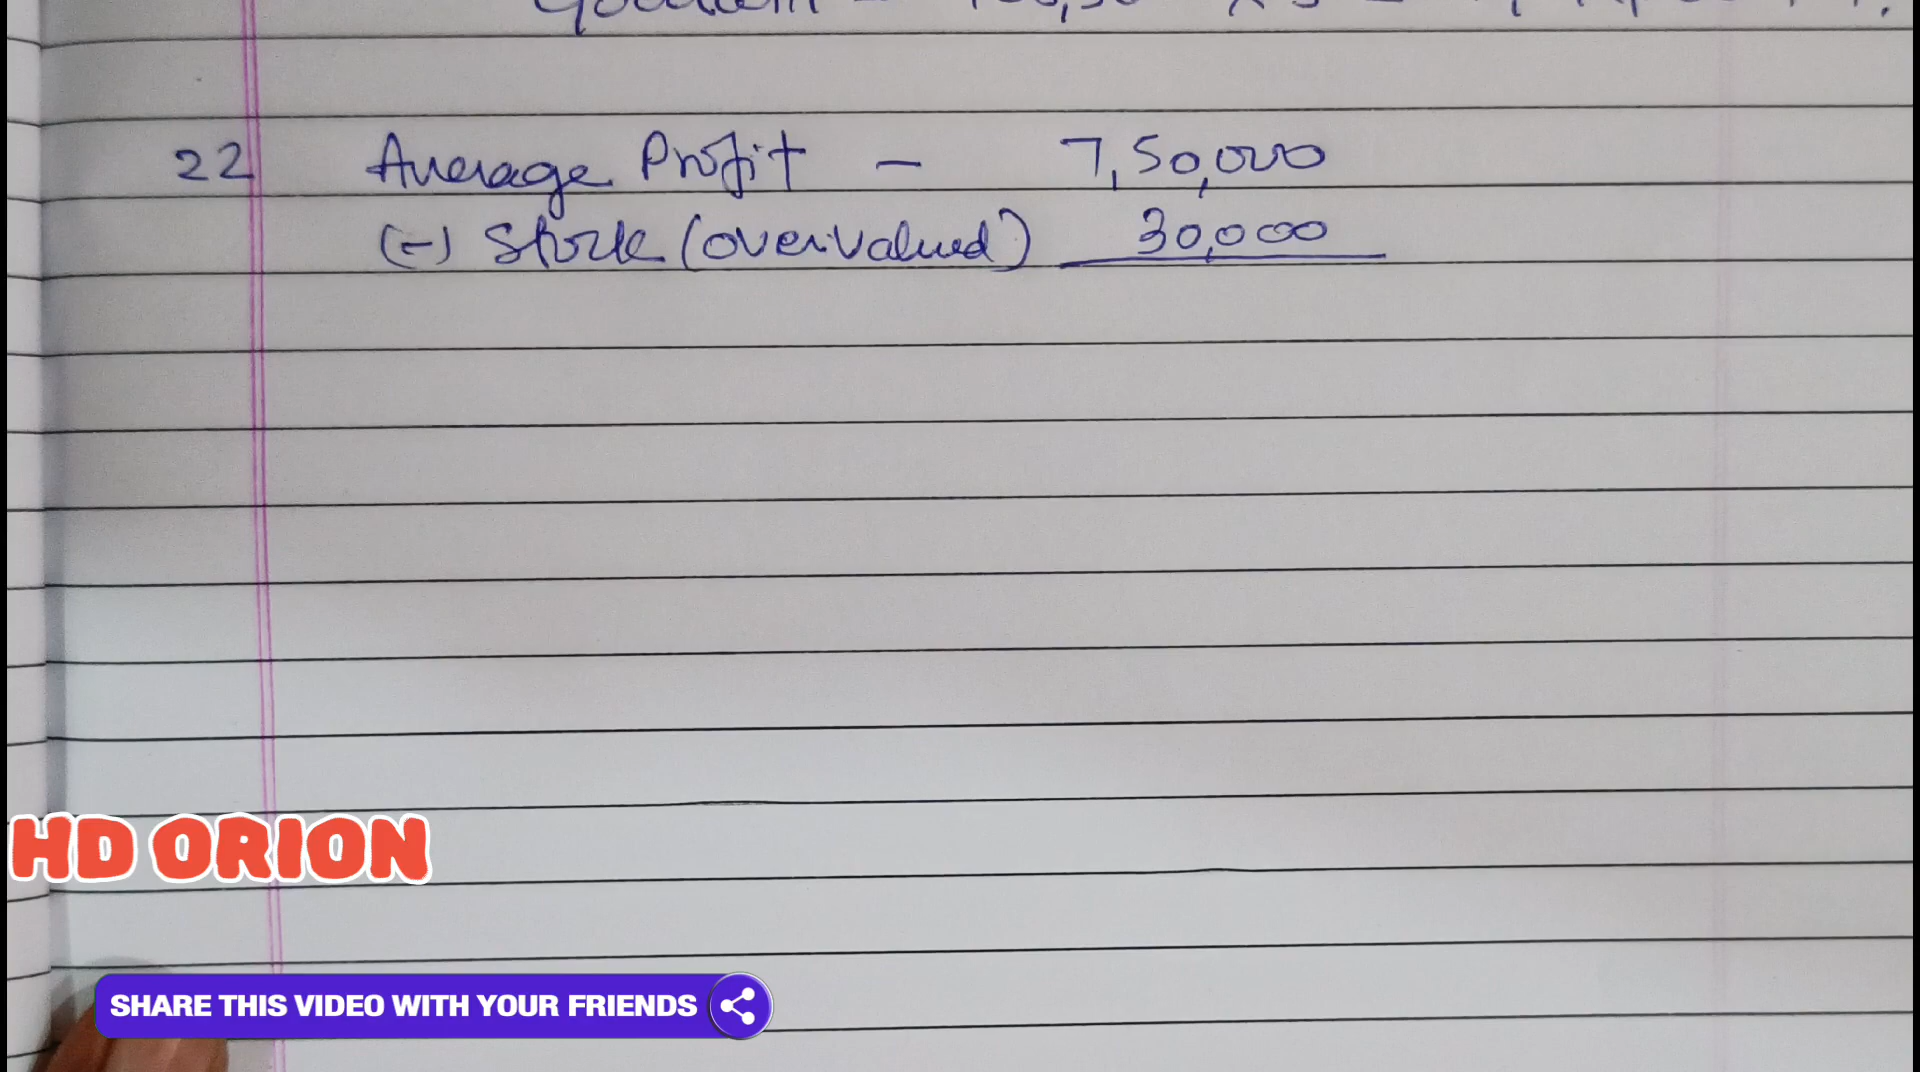 22 Average Profit - 7,50,000
(-) Stock (overvalued) 30,000
HD ORION
SHARE THIS VIDEO WITH YOUR FRIENDS